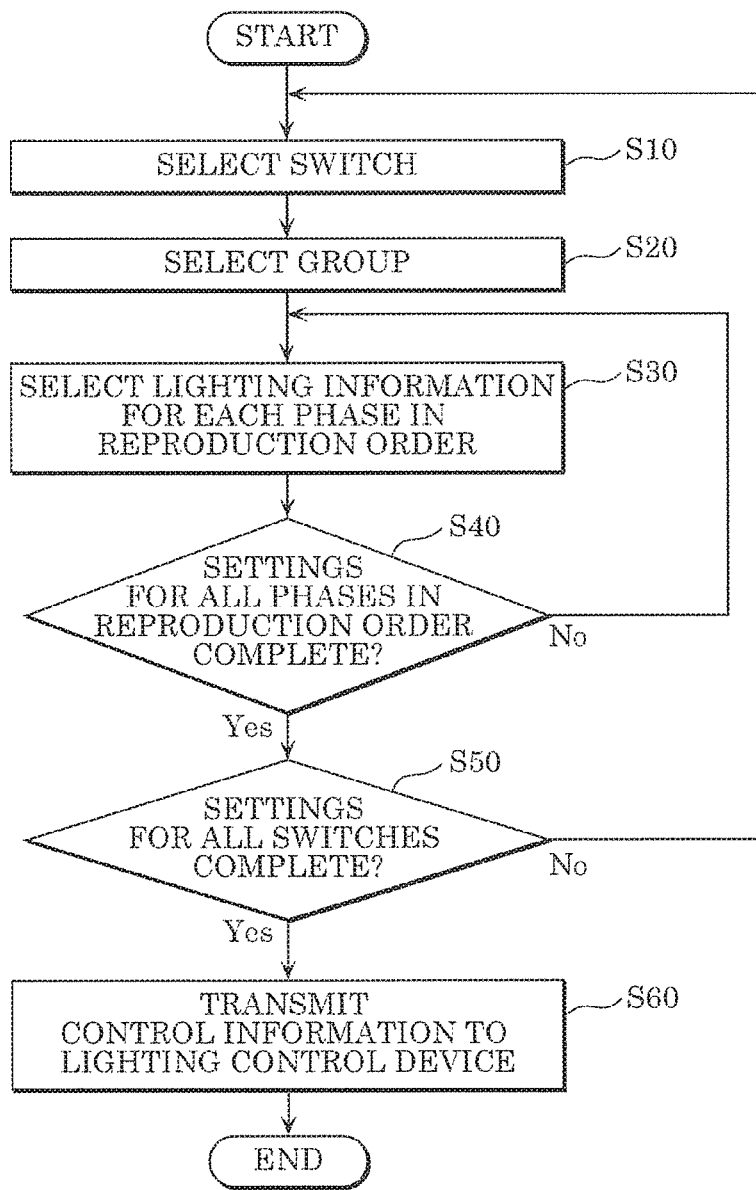 START
SELECT SWITCH
S10
SELECT GROUP
S20
SELECT LIGHTING INFORMATION
FOR EACH PHASE IN
REPRODUCTION ORDER
S30
S40
SETTINGS
FOR ALL PHASES IN
REPRODUCTION ORDER
COMPLETE?
No
Yes
S50
SETTINGS
FOR ALL SWITCHES
COMPLETE?
No
Yes
TRANSMIT
CONTROL INFORMATION TO
LIGHTING CONTROL DEVICE
S60
END